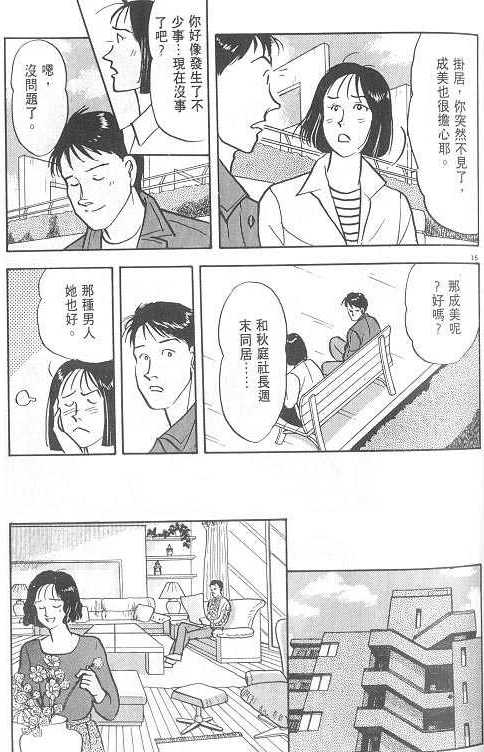 掛居，你突然不見了，
成美也很擔心耶。
你好像發生了不
少事…現在沒事
了吧？
嗯，
沒問題了。
15
那成美呢
？好嗎？
和秋庭社長週
末同居……
那種男人
她也好。